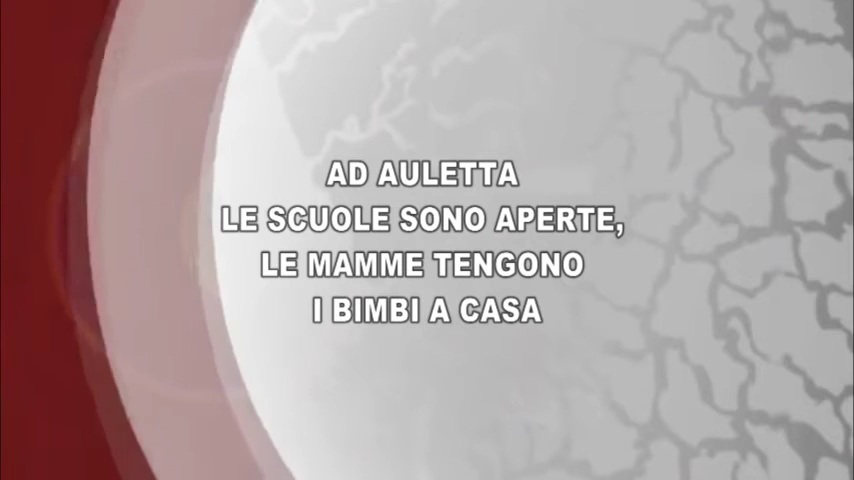 AD AULETTA
LE SCUOLE SONO APERTE,
LE MAMME TENGONO
I BIMBI A CASA